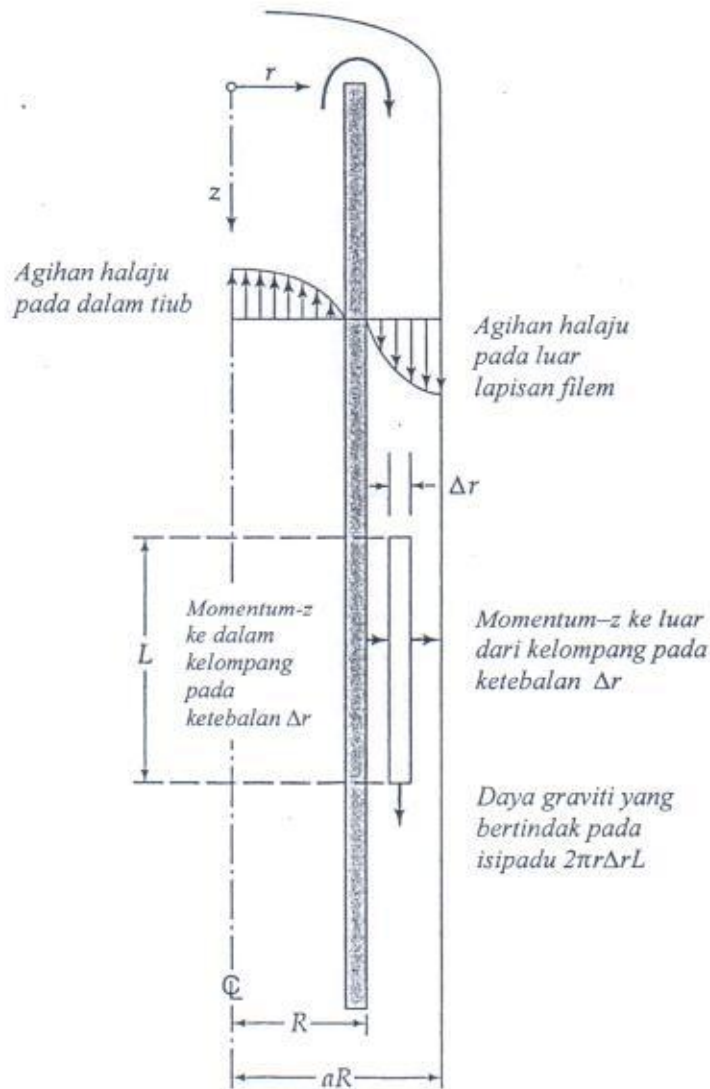 r
z
Agihan halaju
pada dalam tiub
Agihan halaju
pada luar
lapisan filem
Δr
L
Momentum-z
ke dalam
kelompang
pada
ketebalan Δr
Momentum–z ke luar
dari kelompang pada
ketebalan Δr
Daya graviti yang
bertindak pada
isipadu 2πrΔrL
℄
R
aR